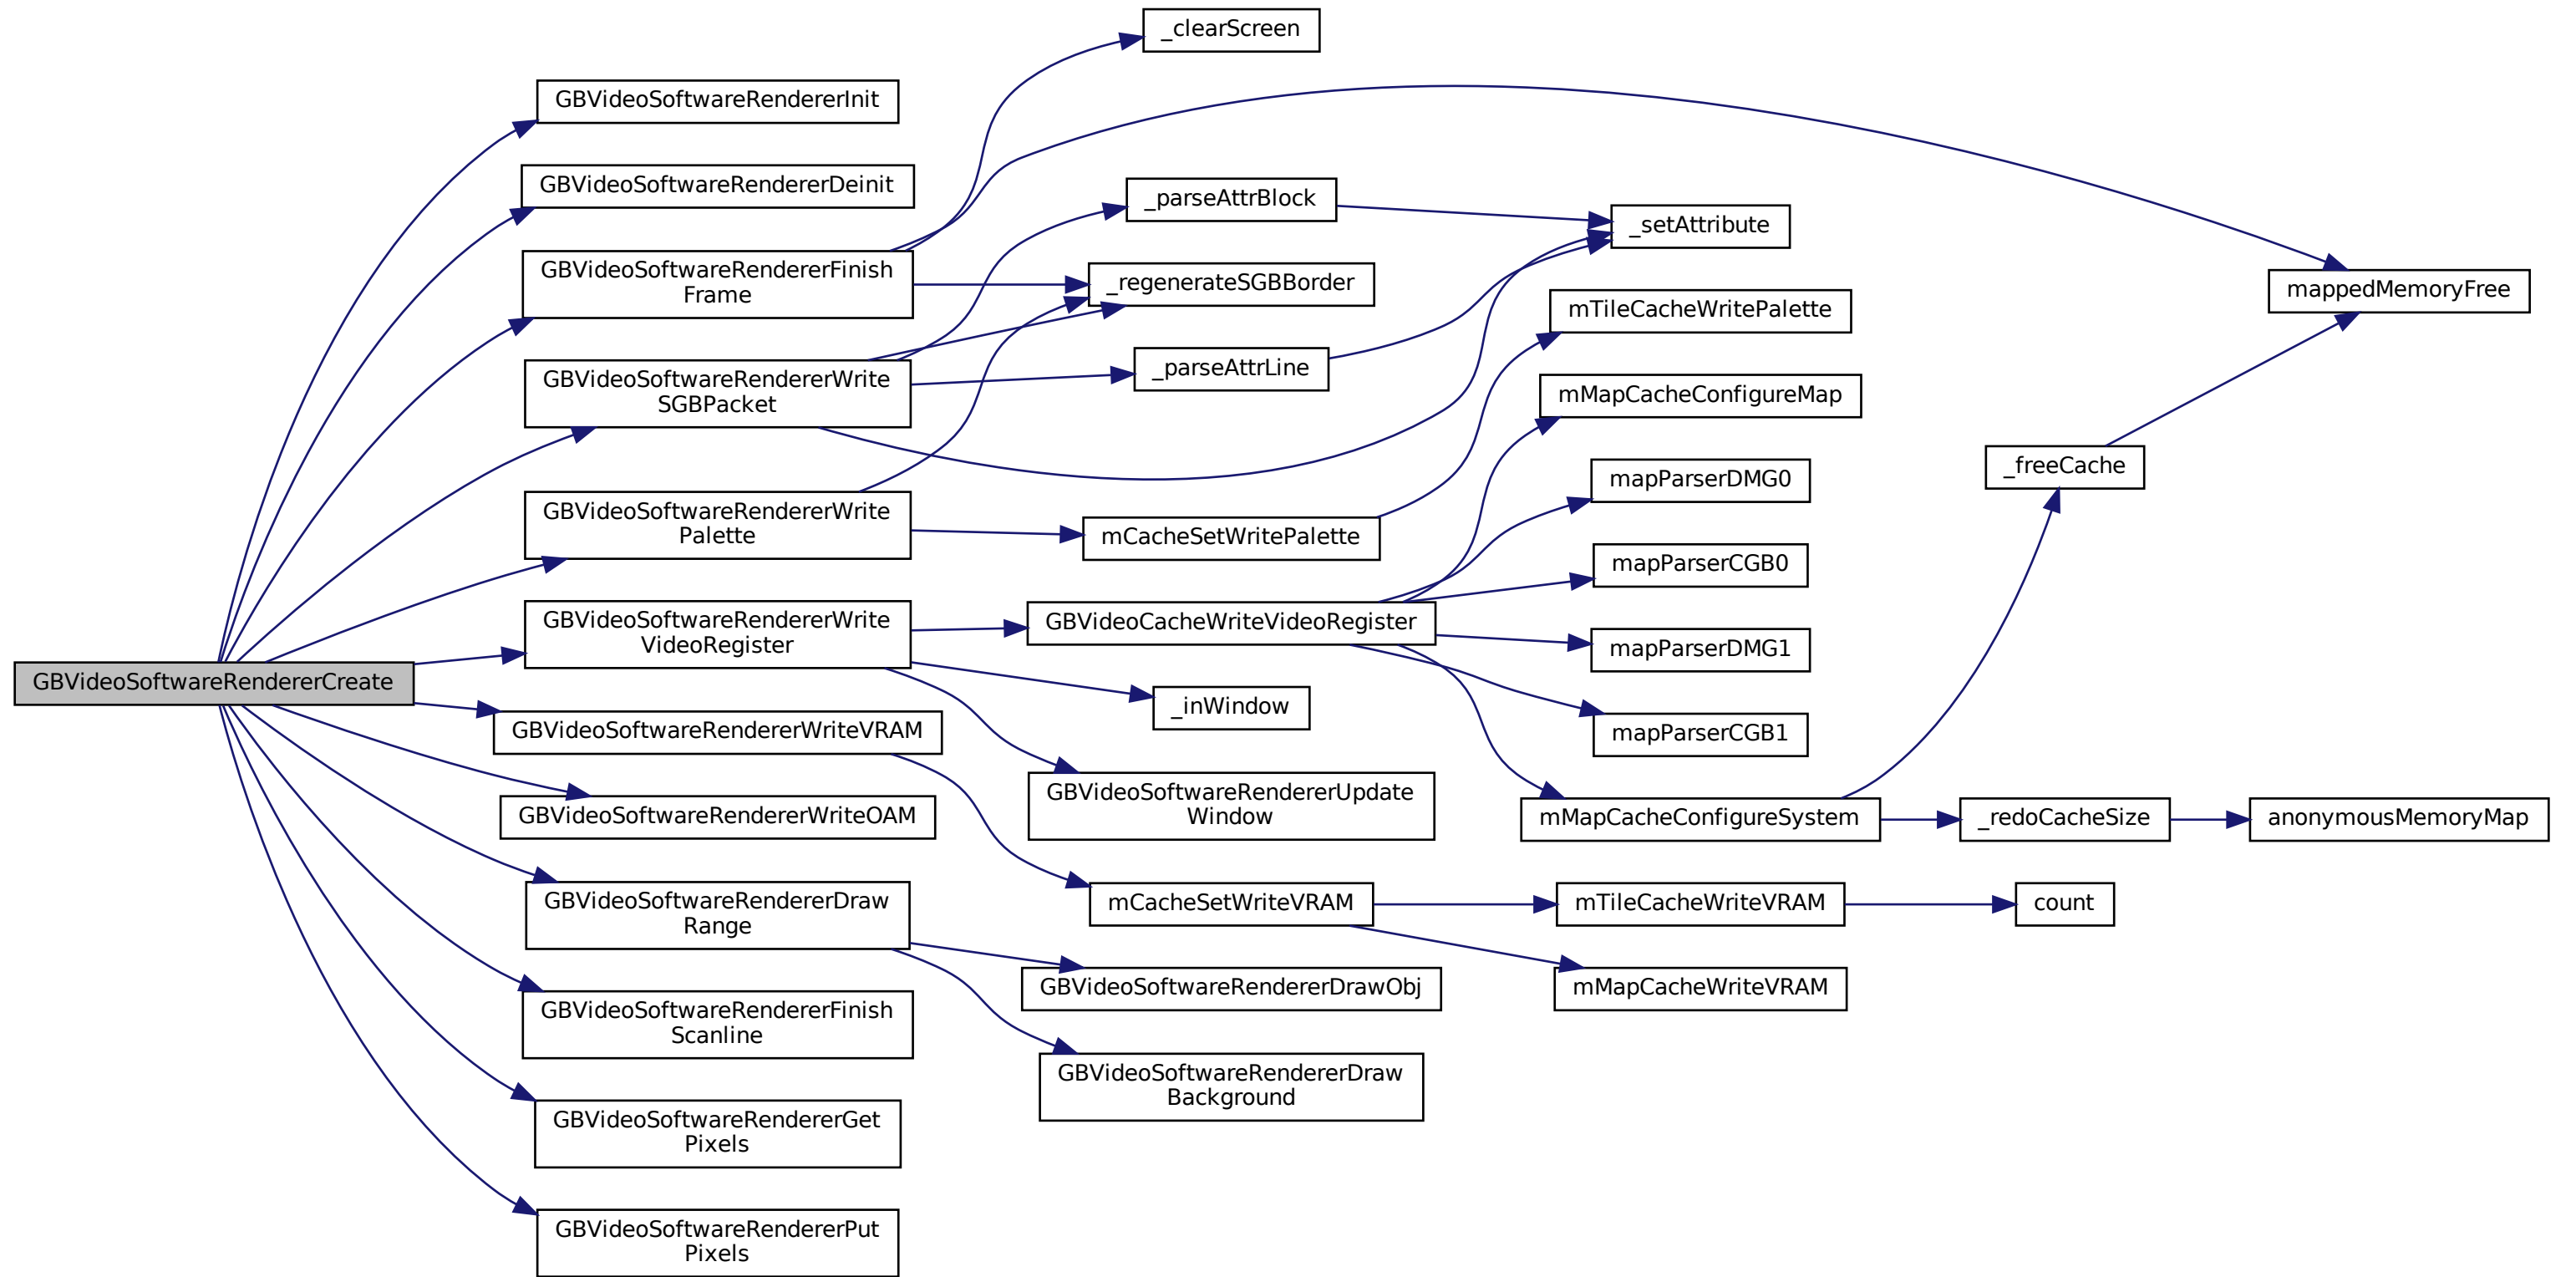 GBVideoSoftwareRendererCreate
GBVideoSoftwareRendererInit
GBVideoSoftwareRendererDeinit
GBVideoSoftwareRendererFinish
Frame
GBVideoSoftwareRendererWrite
SGBPacket
GBVideoSoftwareRendererWrite
Palette
GBVideoSoftwareRendererWrite
VideoRegister
GBVideoSoftwareRendererWriteVRAM
GBVideoSoftwareRendererWriteOAM
GBVideoSoftwareRendererDraw
Range
GBVideoSoftwareRendererFinish
Scanline
GBVideoSoftwareRendererGet
Pixels
GBVideoSoftwareRendererPut
Pixels
_clearScreen
_parseAttrBlock
_regenerateSGBBorder
_parseAttrLine
mCacheSetWritePalette
GBVideoCacheWriteVideoRegister
_inWindow
GBVideoSoftwareRendererUpdate
Window
mCacheSetWriteVRAM
GBVideoSoftwareRendererDrawObj
GBVideoSoftwareRendererDraw
Background
_setAttribute
mTileCacheWritePalette
mMapCacheConfigureMap
mapParserDMG0
mapParserCGB0
mapParserDMG1
mapParserCGB1
mMapCacheConfigureSystem
mTileCacheWriteVRAM
mMapCacheWriteVRAM
_freeCache
_redoCacheSize
count
mappedMemoryFree
anonymousMemoryMap